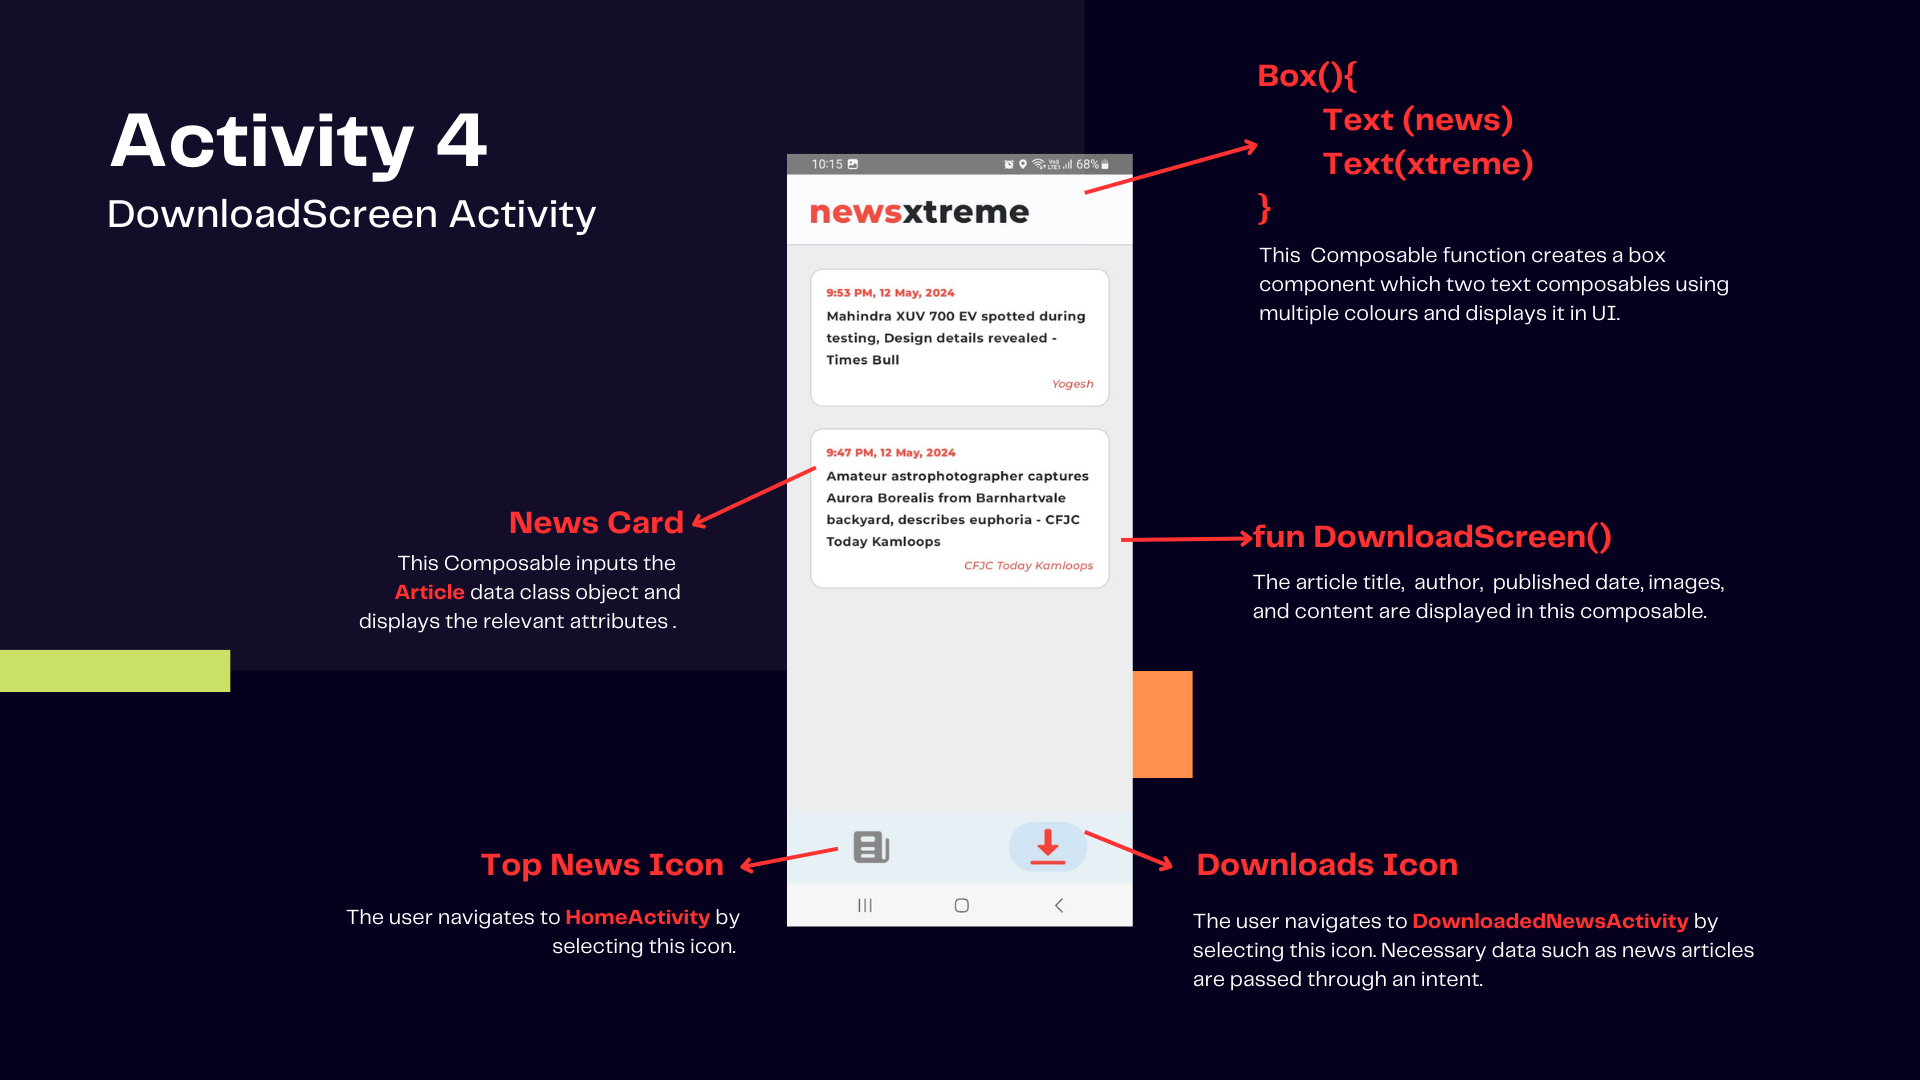 Activity 4
DownloadScreen Activity
Box(){
Text (news)
Text(xtreme)
}
This Composable function creates a box
component which two text composables using
multiple colours and displays it in UI.
10:15
68%
newsxtreme
9:53 PM, 12 May, 2024
Mahindra XUV 700 EV spotted during
testing, Design details revealed -
Times Bull
Yogesh
9:47 PM, 12 May, 2024
Amateur astrophotographer captures
Aurora Borealis from Barnhartvale
backyard, describes euphoria - CFJC
Today Kamloops
CFJC Today Kamloops
News Card
This Composable inputs the
Article data class object and
displays the relevant attributes .
fun DownloadScreen()
The article title, author, published date, images,
and content are displayed in this composable.
Top News Icon
The user navigates to HomeActivity by
selecting this icon.
Downloads Icon
The user navigates to DownloadedNewsActivity by
selecting this icon. Necessary data such as news articles
are passed through an intent.